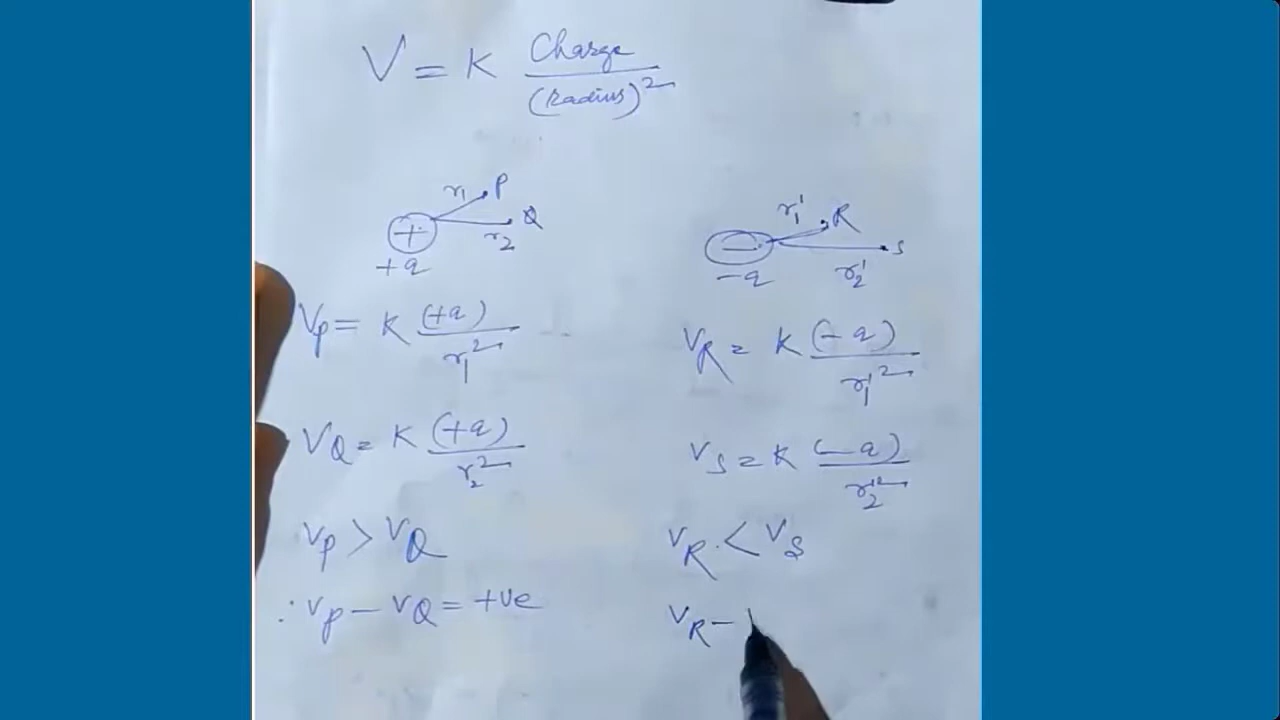 V = K Charge/(Radius)²
r₁ P
Q
r₂
+
+q
r₁' R
S
r₂'
−
−q
Vp = K (+q)/r₁²
VQ = K (+q)/r₂²
Vp > VQ
∴ Vp − VQ = +ve
VR = K (−q)/r₁'²
VS = K (−q)/r₂'²
VR < VS
VR −